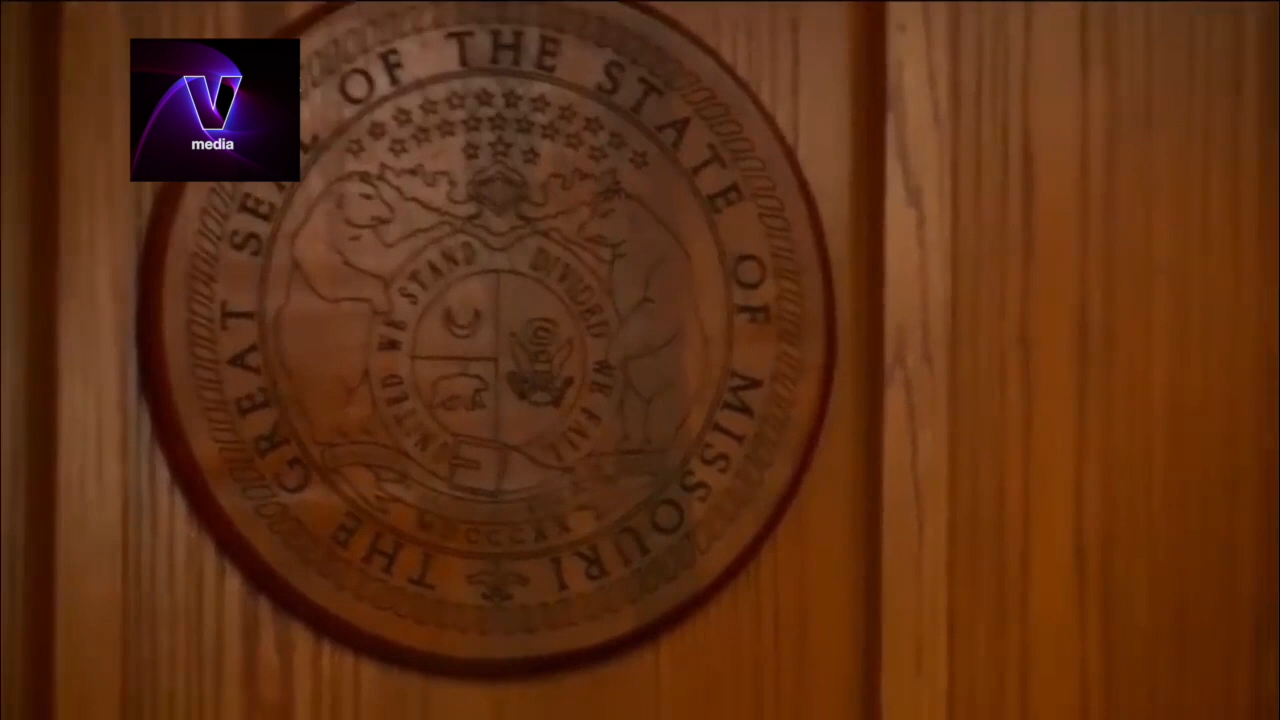 V
media
THE GREAT SEAL OF THE STATE OF MISSOURI
UNITED WE STAND DIVIDED WE FALL